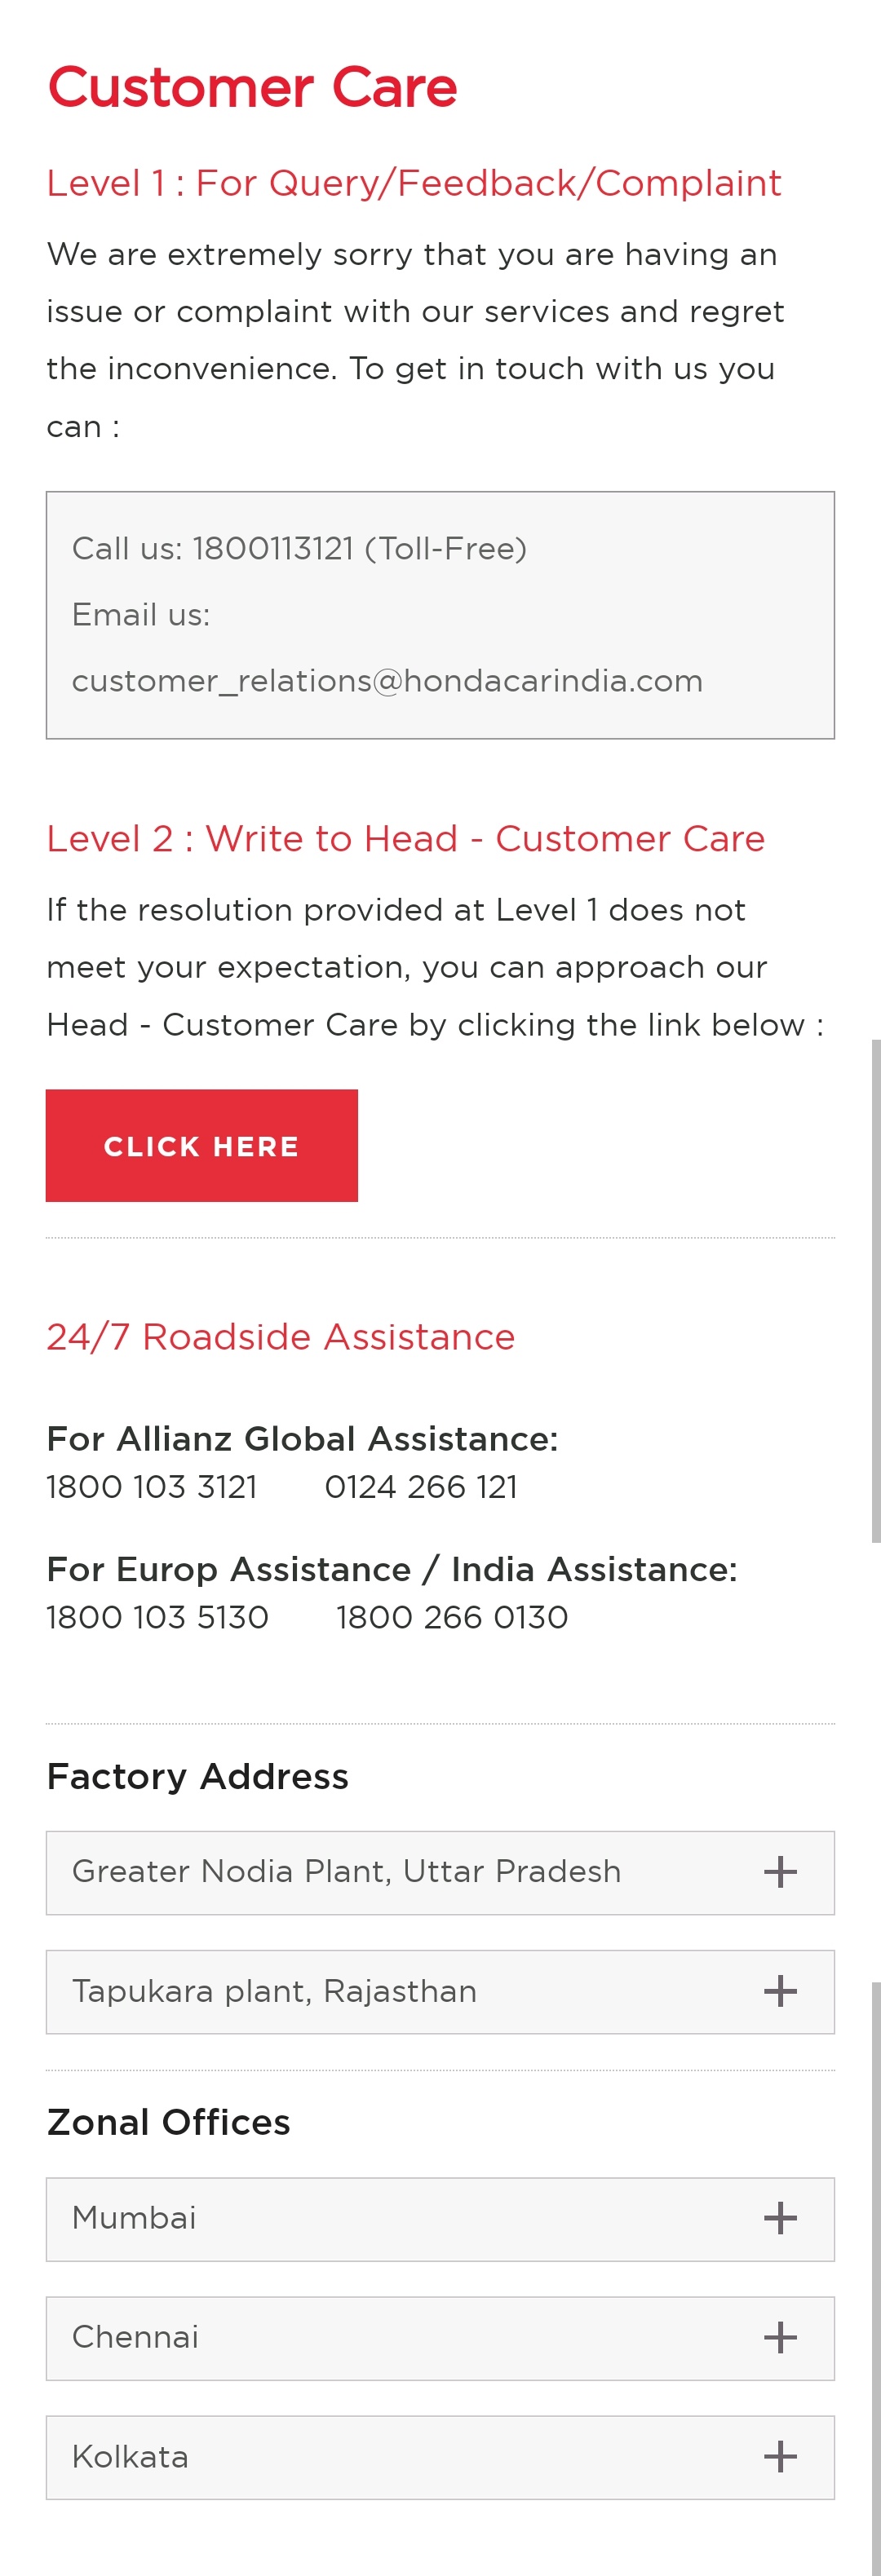 Customer Care
Level 1 : For Query/Feedback/Complaint
We are extremely sorry that you are having an
issue or complaint with our services and regret
the inconvenience. To get in touch with us you
can :
Call us: 1800113121 (Toll-Free)
Email us:
customer_relations@hondacarindia.com
Level 2 : Write to Head - Customer Care
If the resolution provided at Level 1 does not
meet your expectation, you can approach our
Head - Customer Care by clicking the link below :
CLICK HERE
24/7 Roadside Assistance
For Allianz Global Assistance:
1800 103 3121 0124 266 121
For Europ Assistance / India Assistance:
1800 103 5130 1800 266 0130
Factory Address
Greater Nodia Plant, Uttar Pradesh +
Tapukara plant, Rajasthan +
Zonal Offices
Mumbai +
Chennai +
Kolkata +